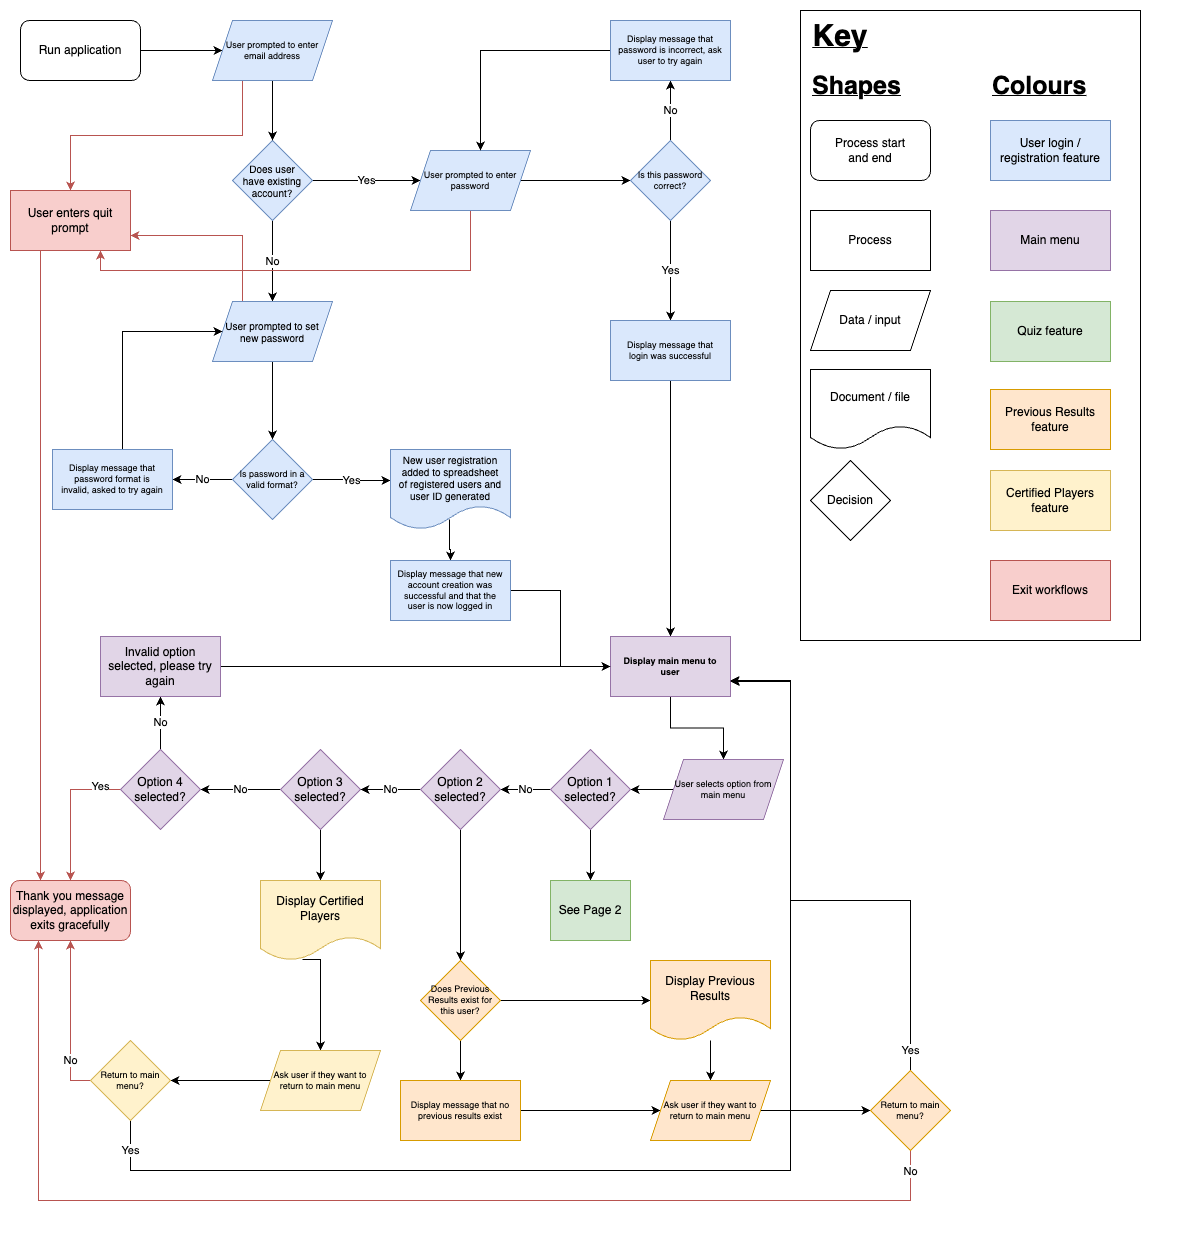 Run application
User prompted to enter
email address
Display message that
password is incorrect, ask
user to try again
No
Does user
have existing
account?
Yes
User prompted to enter
password
Is this password
correct?
User enters quit
prompt
No
Yes
User prompted to set
new password
Display message that
login was successful
Display message that
password format is
invalid, asked to try again
No
Is password in a
valid format?
Yes
New user registration
added to spreadsheet
of registered users and
user ID generated
Display message that new
account creation was
successful and that the
user is now logged in
Invalid option
selected, please try
again
Display main menu to
user
No
Yes
Option 4
selected?
No
Option 3
selected?
No
Option 2
selected?
No
Option 1
selected?
User selects option from
main menu
Thank you message
displayed, application
exits gracefully
Display Certified
Players
See Page 2
Does Previous
Results exist for
this user?
Display Previous
Results
Yes
No
Return to main
menu?
Ask user if they want to
return to main menu
Display message that no
previous results exist
Ask user if they want to
return to main menu
Return to main
menu?
Yes
No
Key
Shapes
Colours
Process start
and end
User login /
registration feature
Process
Main menu
Data / input
Quiz feature
Document / file
Previous Results
feature
Decision
Certified Players
feature
Exit workflows